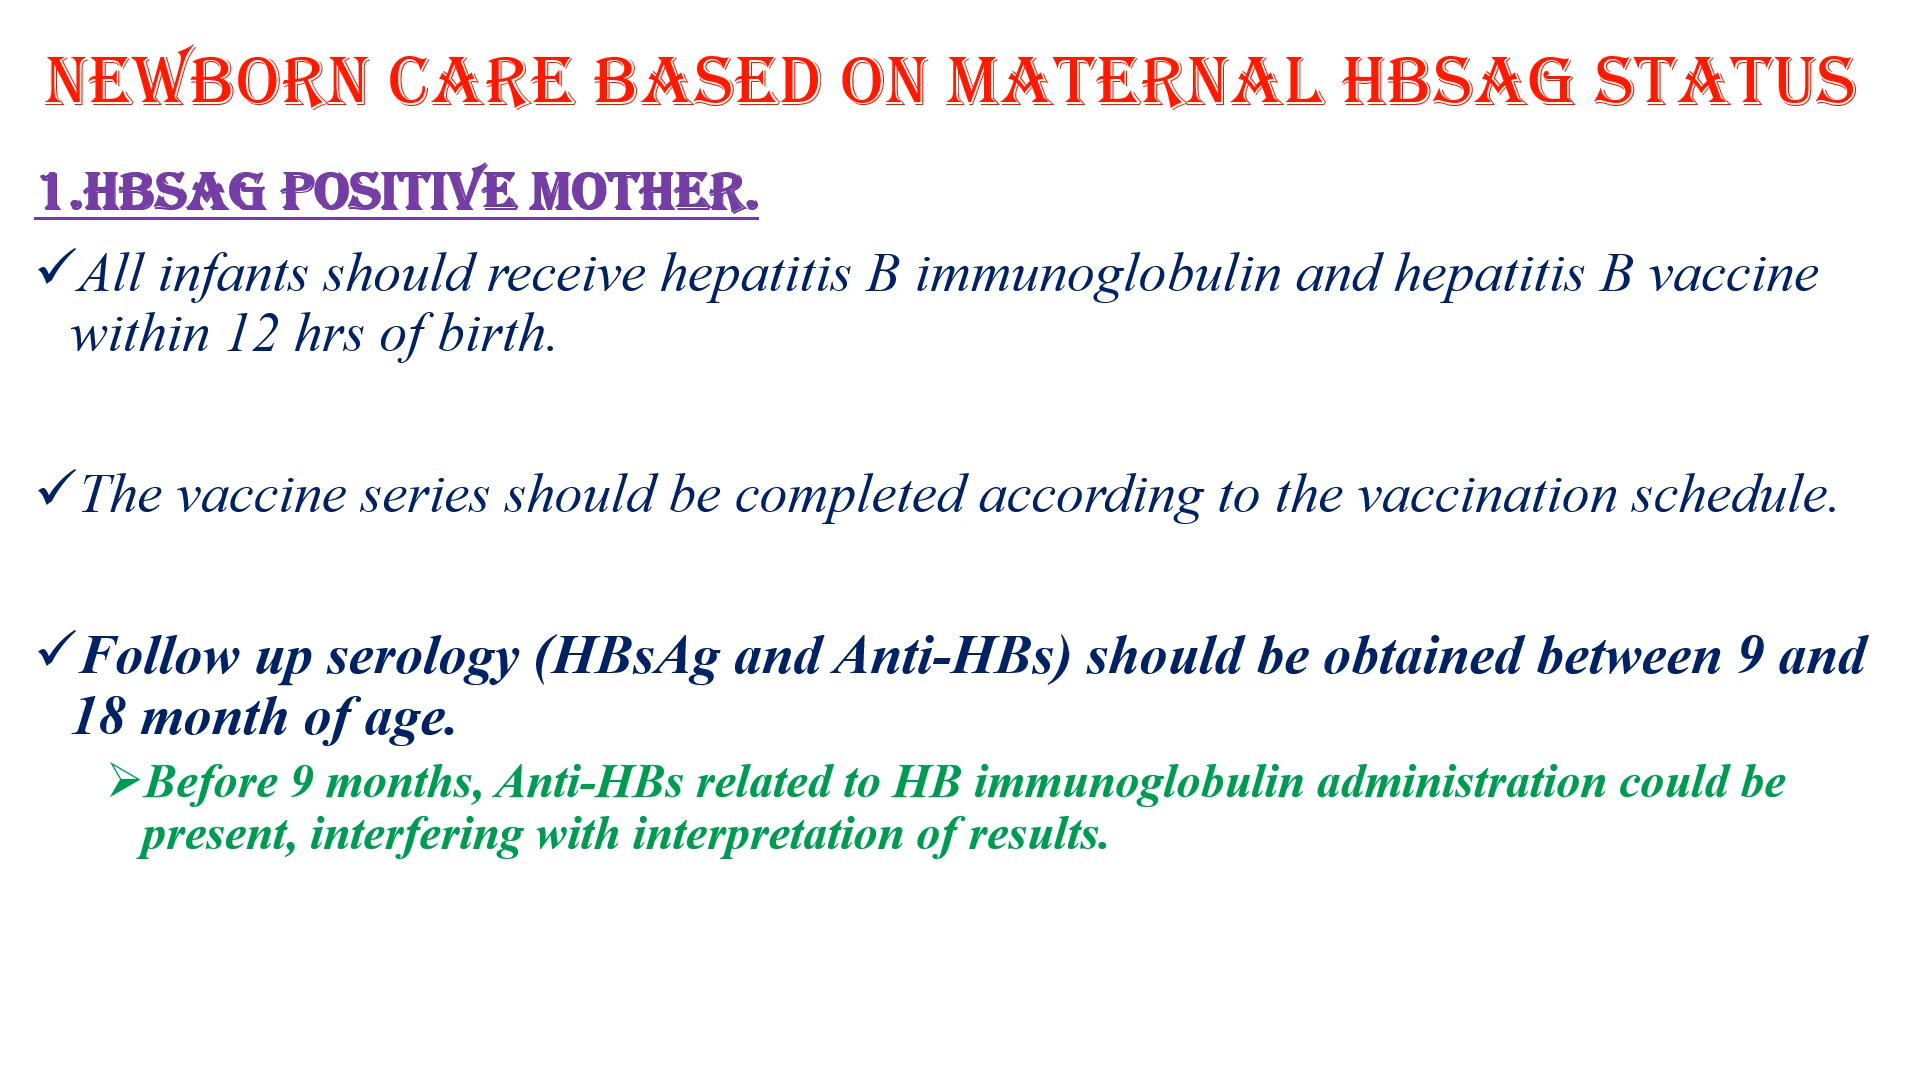 NEWBORN CARE BASED ON MATERNAL HBSAG STATUS
1.HBSAG POSITIVE MOTHER.
✓All infants should receive hepatitis B immunoglobulin and hepatitis B vaccine
within 12 hrs of birth.
✓The vaccine series should be completed according to the vaccination schedule.
✓Follow up serology (HBsAg and Anti-HBs) should be obtained between 9 and
18 month of age.
➢Before 9 months, Anti-HBs related to HB immunoglobulin administration could be
present, interfering with interpretation of results.